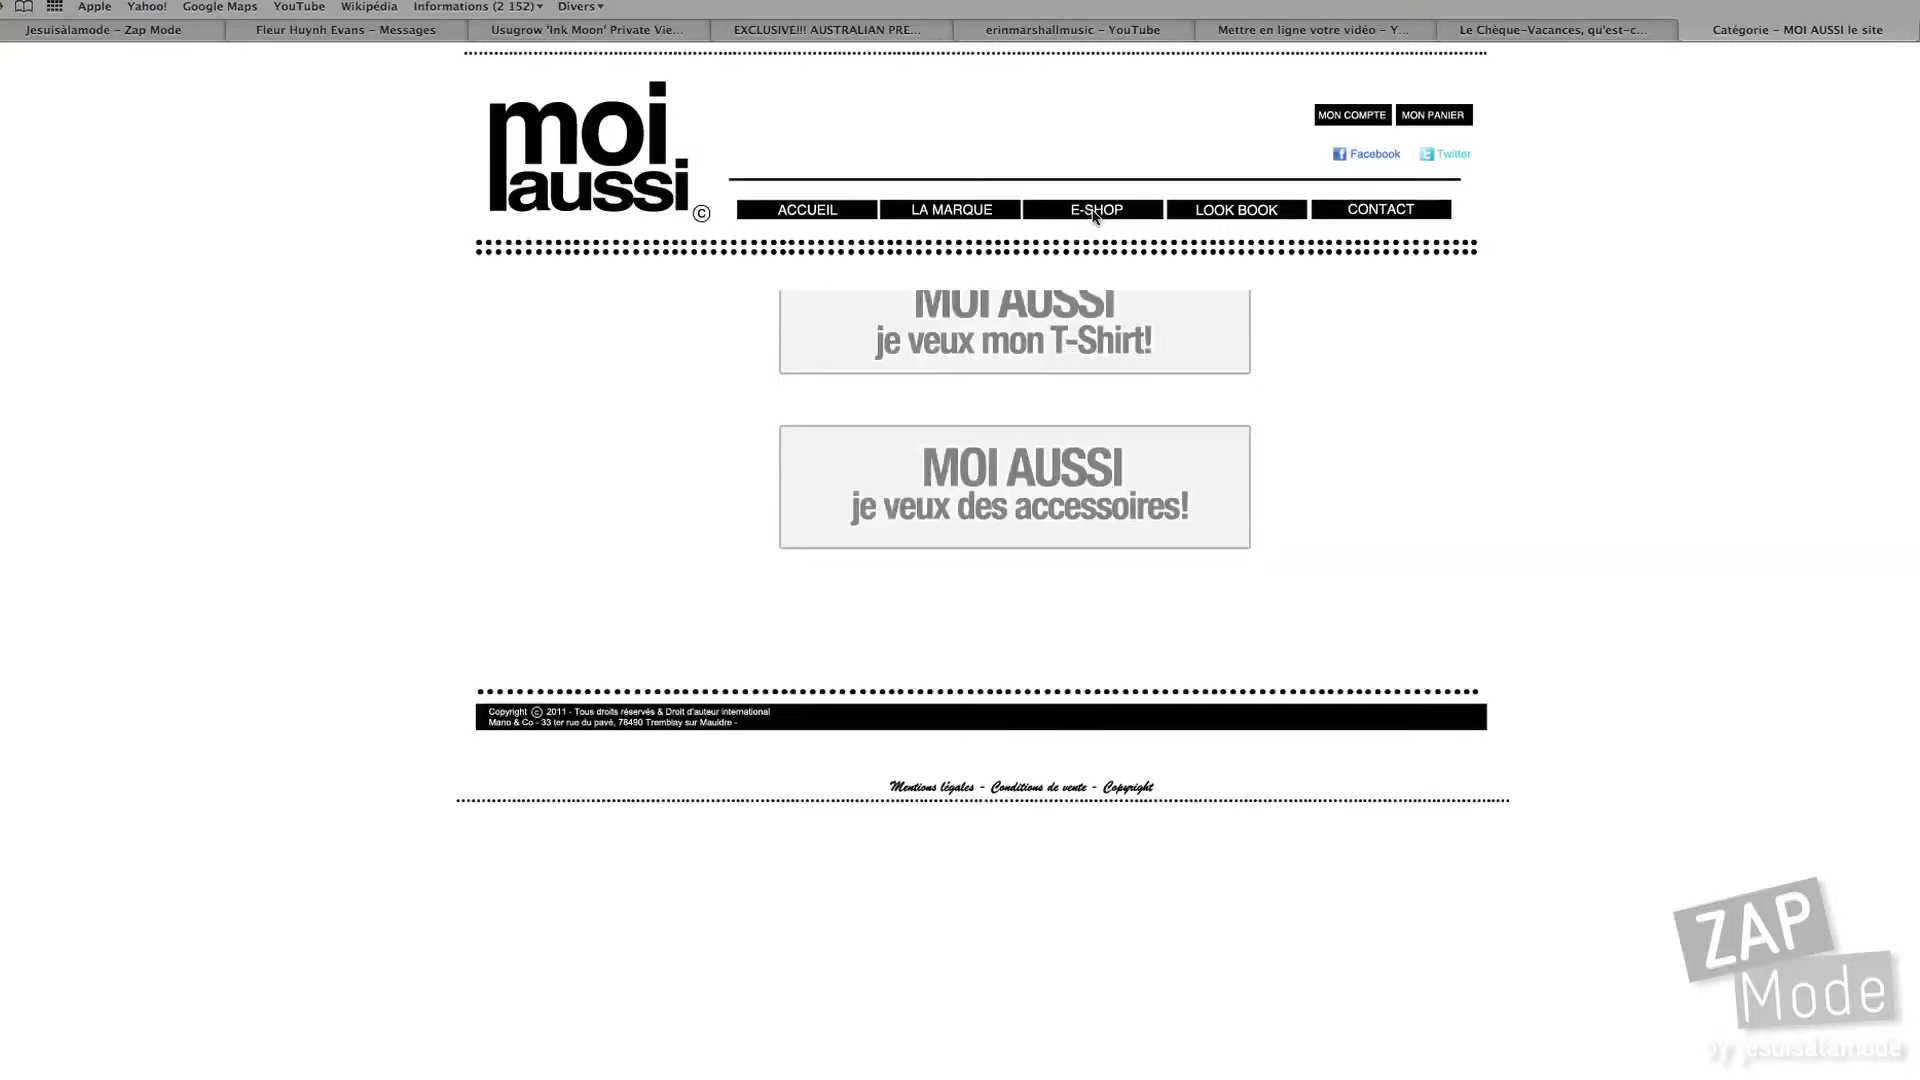 Apple Yahoo! Google Maps YouTube Wikipédia Informations (2 152) Divers
Jesuisàlamode – Zap Mode Fleur Huynh Evans – Messages Usugrow 'Ink Moon' Private Vie... EXCLUSIVE!!! AUSTRALIAN PRE... erinmarshallmusic – YouTube Mettre en ligne votre vidéo – Y... Le Chèque-Vacances, qu'est-c... Catégorie – MOI AUSSI le site
moi
aussi
©
MON COMPTE MON PANIER
Facebook Twitter
ACCUEIL LA MARQUE E-SHOP LOOK BOOK CONTACT
MOI AUSSI
je veux mon T-Shirt!
MOI AUSSI
je veux des accessoires!
Copyright © 2011 - Tous droits réservés & Droit d'auteur international
Mano & Co - 33 ter rue du pavé, 78490 Tremblay sur Mauldre -
Mentions légales - Conditions de vente - Copyright
ZAP
Mode
by jesuisàlamode